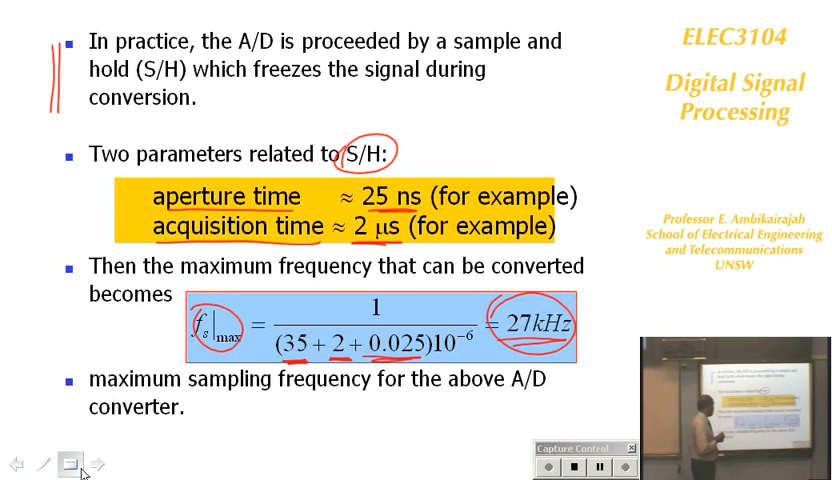 In practice, the A/D is proceeded by a sample and
hold (S/H) which freezes the signal during
conversion.
Two parameters related to S/H:
aperture time ≈ 25 ns (for example)
acquisition time ≈ 2 μs (for example)
Then the maximum frequency that can be converted
becomes
fs|max = 1 / (35 + 2 + 0.025)10^-6 = 27kHz
maximum sampling frequency for the above A/D
converter.
ELEC3104
Digital Signal
Processing
Professor E. Ambikairajah
School of Electrical Engineering
and Telecommunications
UNSW
Capture Control